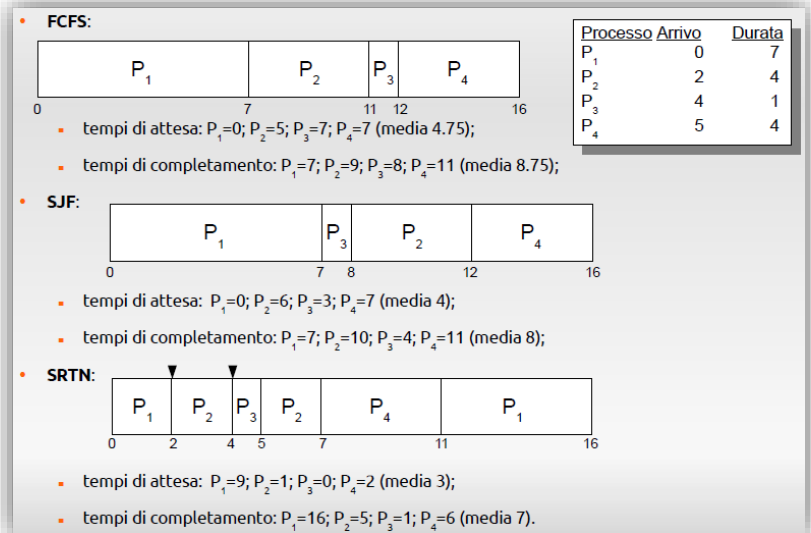 • FCFS:
Processo Arrivo Durata
P₁ 0 7
P₂ 2 4
P₃ 4 1
P₄ 5 4
P₁ P₂ P₃ P₄
0 7 11 12 16
▪ tempi di attesa: P₁=0; P₂=5; P₃=7; P₄=7 (media 4.75);
▪ tempi di completamento: P₁=7; P₂=9; P₃=8; P₄=11 (media 8.75);
• SJF:
P₁ P₃ P₂ P₄
0 7 8 12 16
▪ tempi di attesa: P₁=0; P₂=6; P₃=3; P₄=7 (media 4);
▪ tempi di completamento: P₁=7; P₂=10; P₃=4; P₄=11 (media 8);
• SRTN:
P₁ P₂ P₃ P₂ P₄ P₁
0 2 4 5 7 11 16
▪ tempi di attesa: P₁=9; P₂=1; P₃=0; P₄=2 (media 3);
▪ tempi di completamento: P₁=16; P₂=5; P₃=1; P₄=6 (media 7).